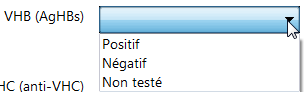 VHB (AgHBs)
Positif
Négatif
Non testé
HC (anti-VHC)